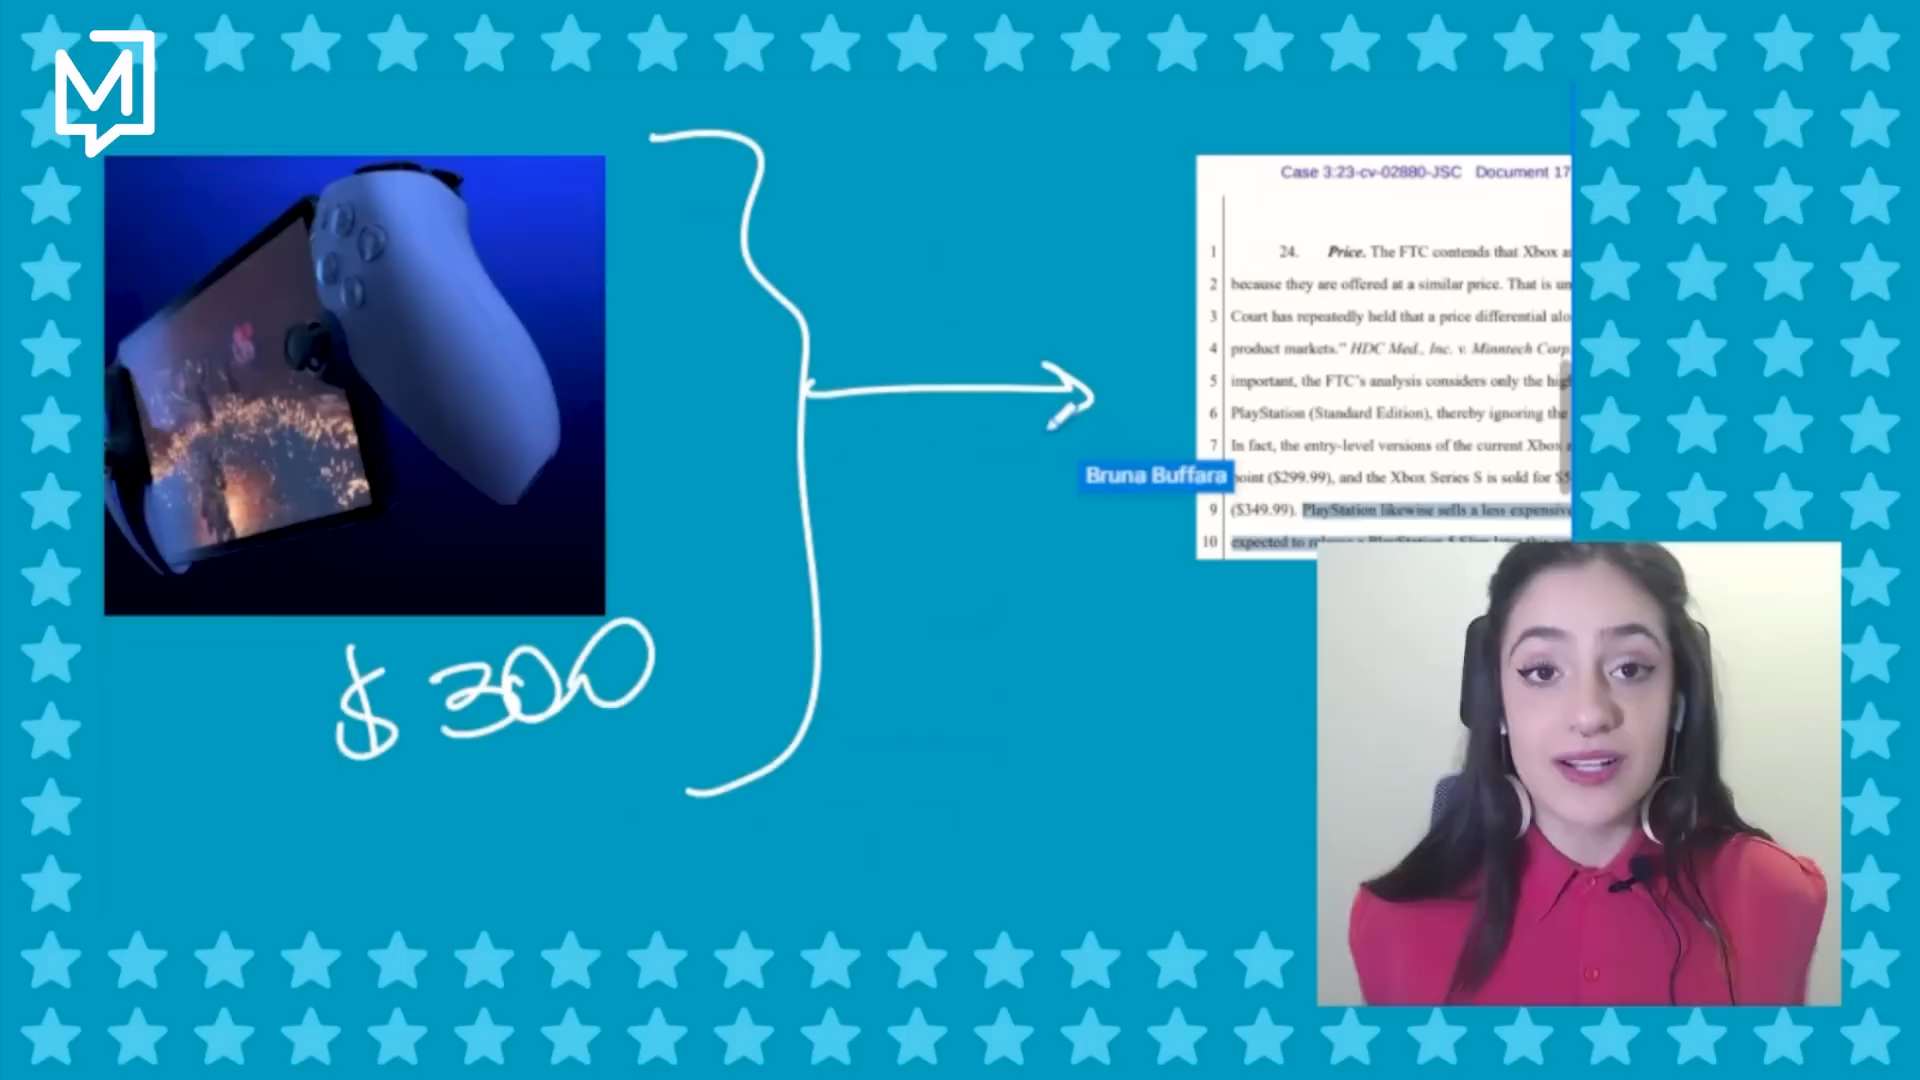 M
Case 3:23-cv-02880-JSC Document 17
1 24. Price. The FTC contends that Xbox a
2 because they are offered at a similar price. That is un
3 Court has repeatedly held that a price differential alo
4 product markets." HDC Med., Inc. v. Minntech Corp
5 important, the FTC's analysis considers only the hig
6 PlayStation (Standard Edition), thereby ignoring the
7 In fact, the entry-level versions of the current Xbox
Bruna Buffara
point ($299.99), and the Xbox Series S is sold for $5
9 ($349.99). PlayStation likewise sells a less expensive
10 expected to
$300